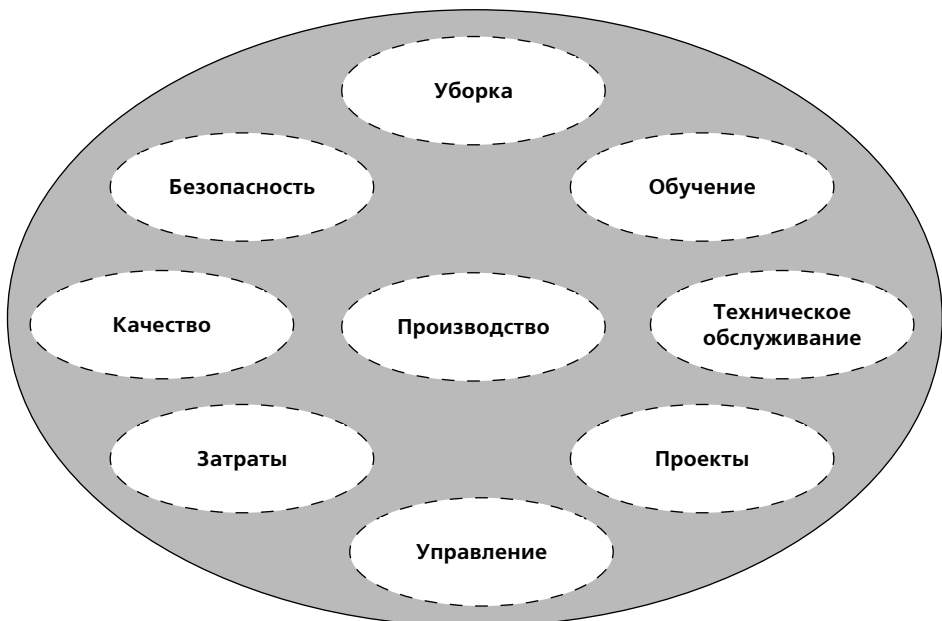 Уборка
Безопасность
Обучение
Качество
Производство
Техническое
обслуживание
Затраты
Проекты
Управление